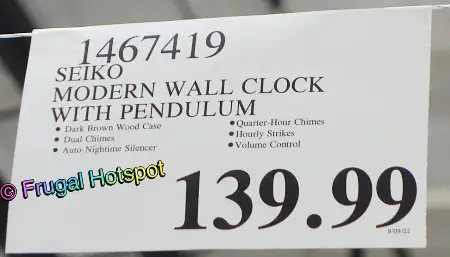 1467419
SEIKO
MODERN WALL CLOCK
WITH PENDULUM
• Dark Brown Wood Case
• Dual Chimes
• Auto-Nighttime Silencer
• Quarter-Hour Chimes
• Hourly Strikes
• Volume Control
© Frugal Hotspot
139.99
9/09/22